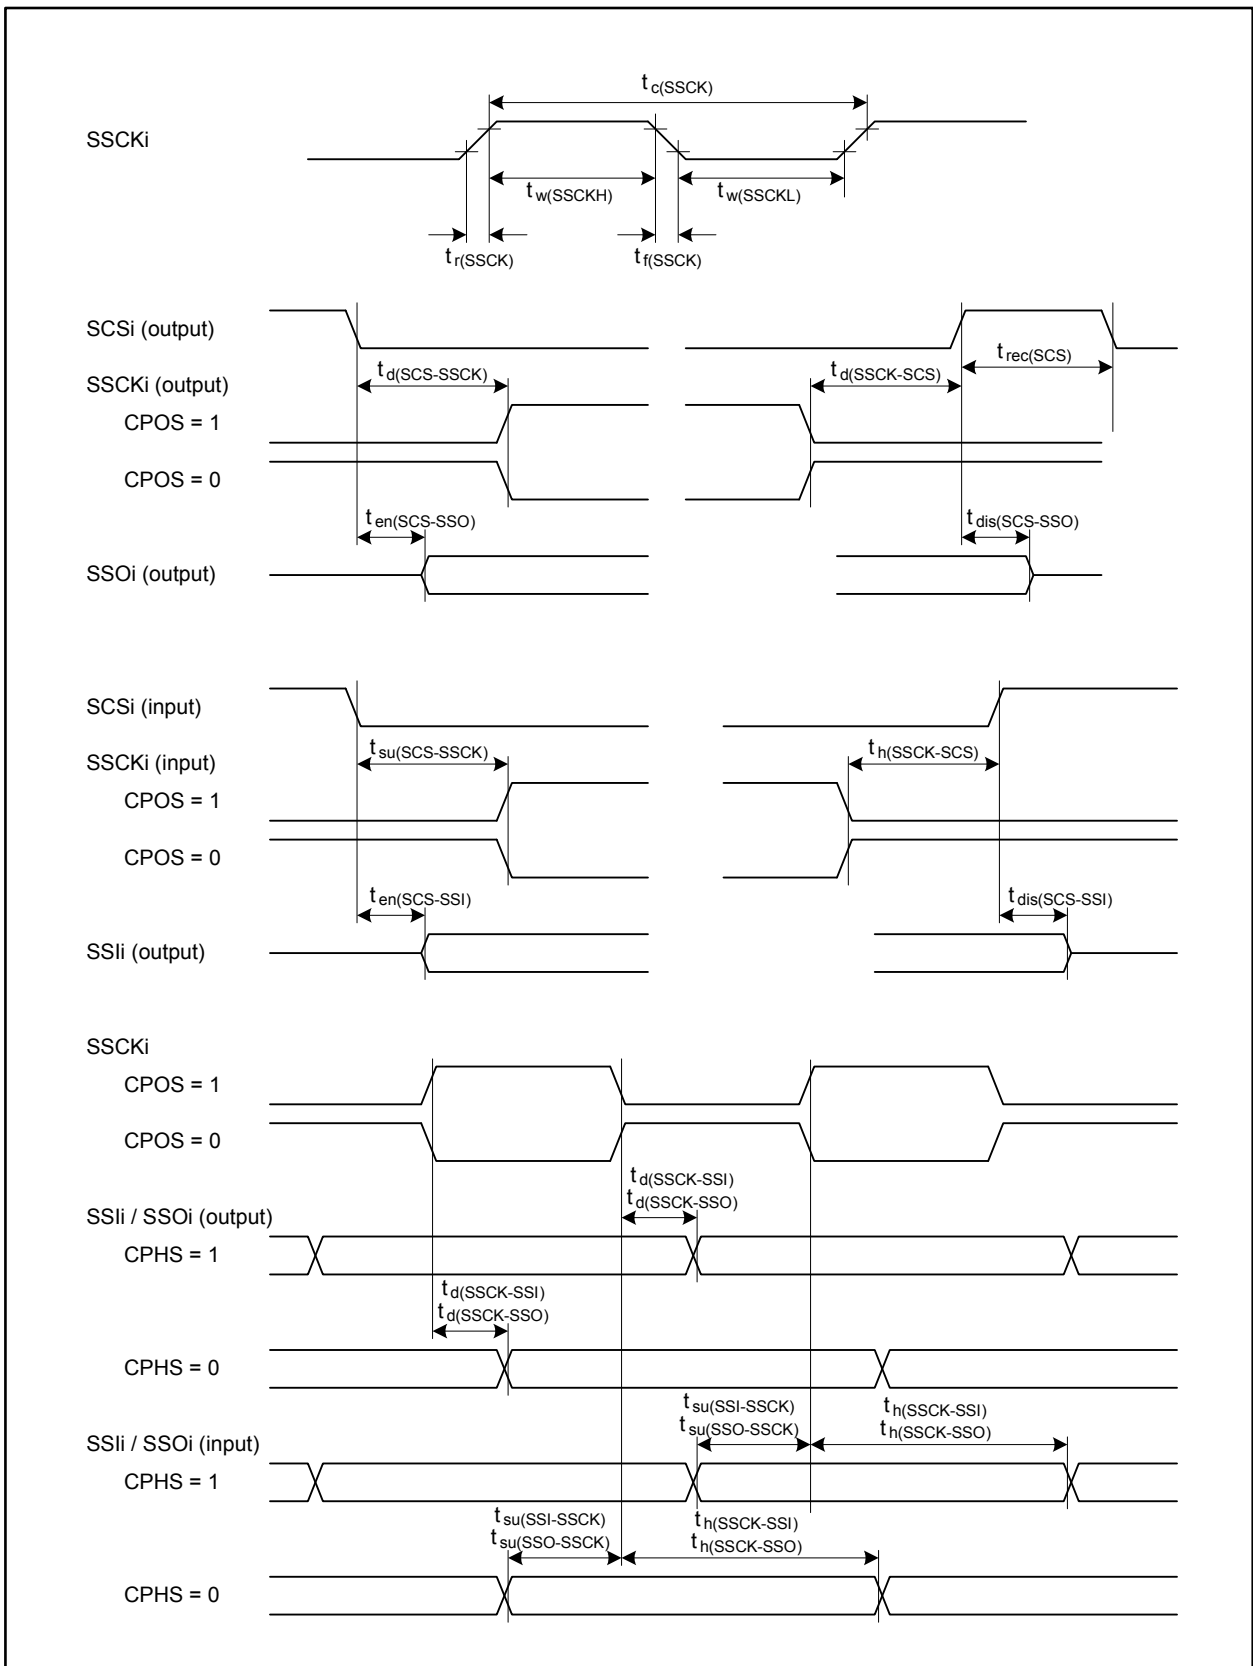 t c(SSCK)
SSCKi
t w(SSCKH) t w(SSCKL)
t r(SSCK) t f(SSCK)
SCSi (output)
t rec(SCS)
t d(SCS-SSCK) t d(SSCK-SCS)
SSCKi (output)
CPOS = 1
CPOS = 0
t en(SCS-SSO) t dis(SCS-SSO)
SSOi (output)
SCSi (input)
t su(SCS-SSCK) t h(SSCK-SCS)
SSCKi (input)
CPOS = 1
CPOS = 0
t en(SCS-SSI) t dis(SCS-SSI)
SSIi (output)
SSCKi
CPOS = 1
CPOS = 0
t d(SSCK-SSI)
t d(SSCK-SSO)
SSIi / SSOi (output)
CPHS = 1
t d(SSCK-SSI)
t d(SSCK-SSO)
CPHS = 0
t su(SSI-SSCK) t h(SSCK-SSI)
t su(SSO-SSCK) t h(SSCK-SSO)
SSIi / SSOi (input)
CPHS = 1
t su(SSI-SSCK) t h(SSCK-SSI)
t su(SSO-SSCK) t h(SSCK-SSO)
CPHS = 0